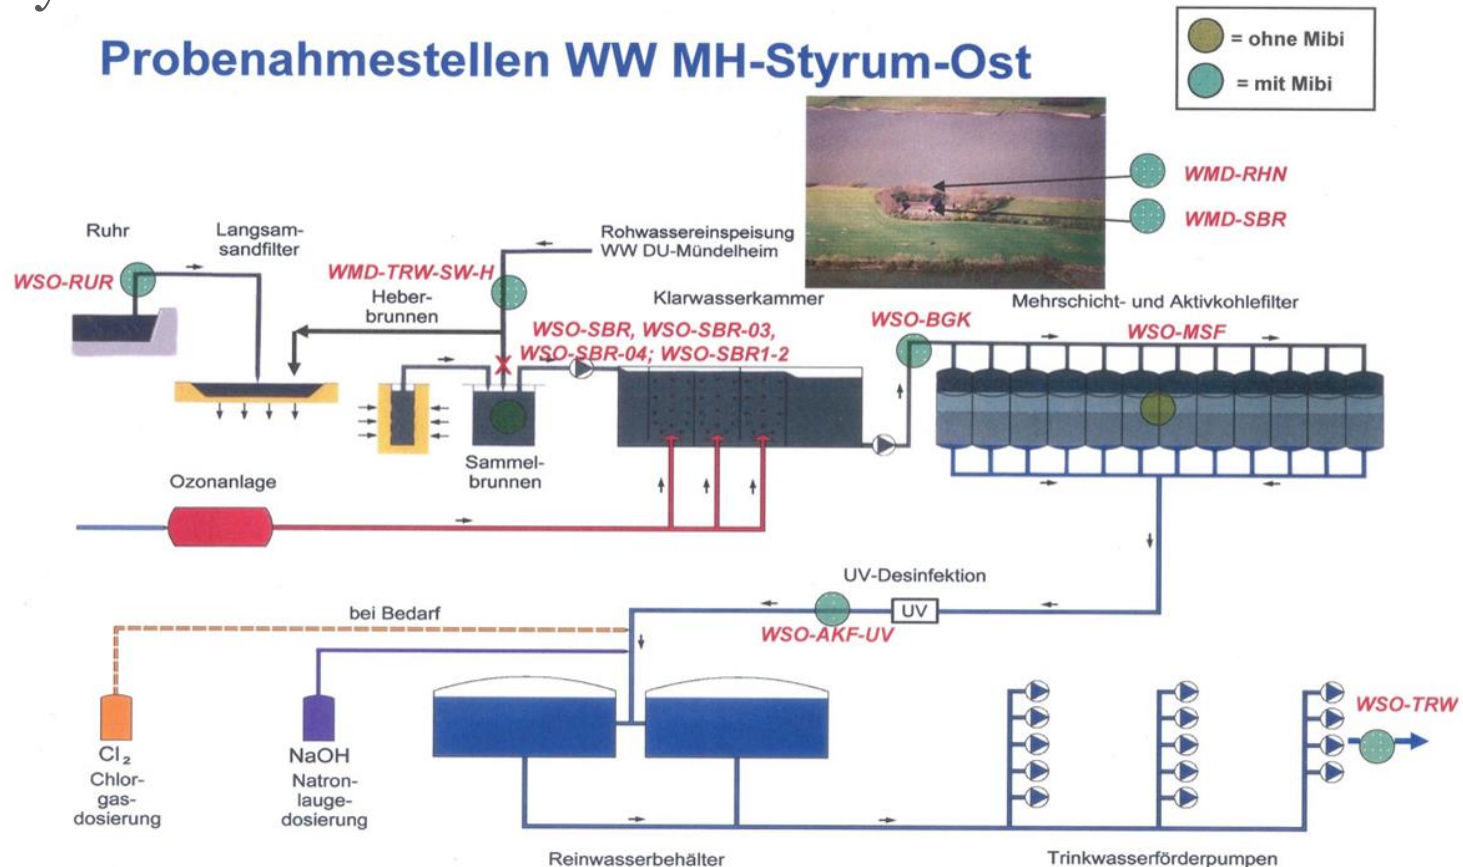 Probenahmestellen WW MH-Styrum-Ost
= ohne Mibi
= mit Mibi
WMD-RHN
WMD-SBR
Ruhr
Langsam-
sandfilter
Rohwassereinspeisung
WW DU-Mündelheim
WSO-RUR
WMD-TRW-SW-H
Heber-
brunnen
Klarwasserkammer
Mehrschicht- und Aktivkohlefilter
WSO-SBR, WSO-SBR-03,
WSO-SBR-04; WSO-SBR1-2
WSO-BGK
WSO-MSF
Sammel-
brunnen
Ozonanlage
UV-Desinfektion
UV
WSO-AKF-UV
bei Bedarf
Cl₂
Chlor-
gas-
dosierung
NaOH
Natron-
lauge-
dosierung
WSO-TRW
Reinwasserbehälter
Trinkwasserförderpumpen